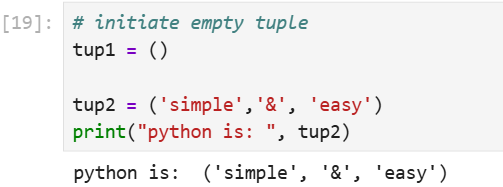 [19]: # initiate empty tuple
tup1 = ()
tup2 = ('simple','&', 'easy')
print("python is: ", tup2)
python is:  ('simple', '&', 'easy')